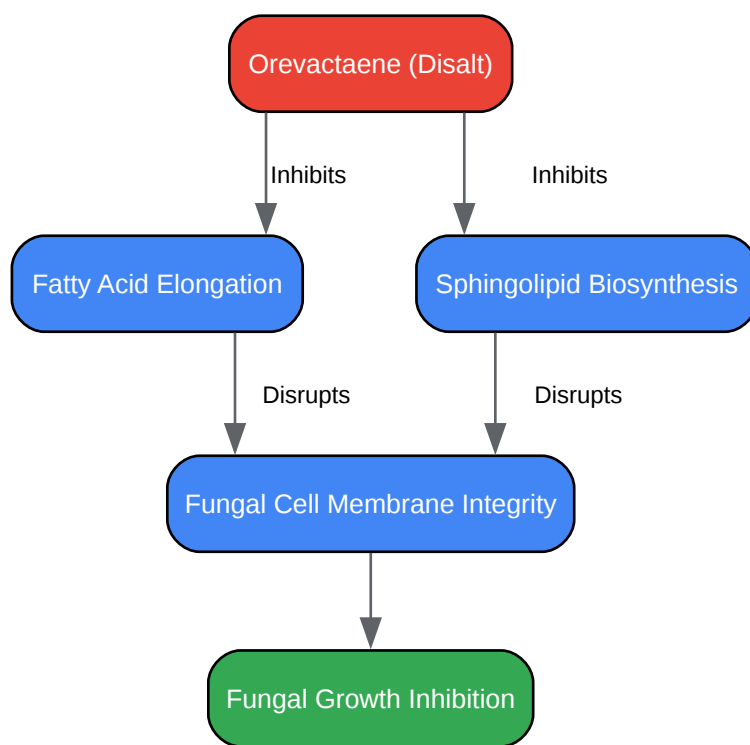 Orevactaene (Disalt)
Inhibits
Inhibits
Fatty Acid Elongation
Sphingolipid Biosynthesis
Disrupts
Disrupts
Fungal Cell Membrane Integrity
Fungal Growth Inhibition